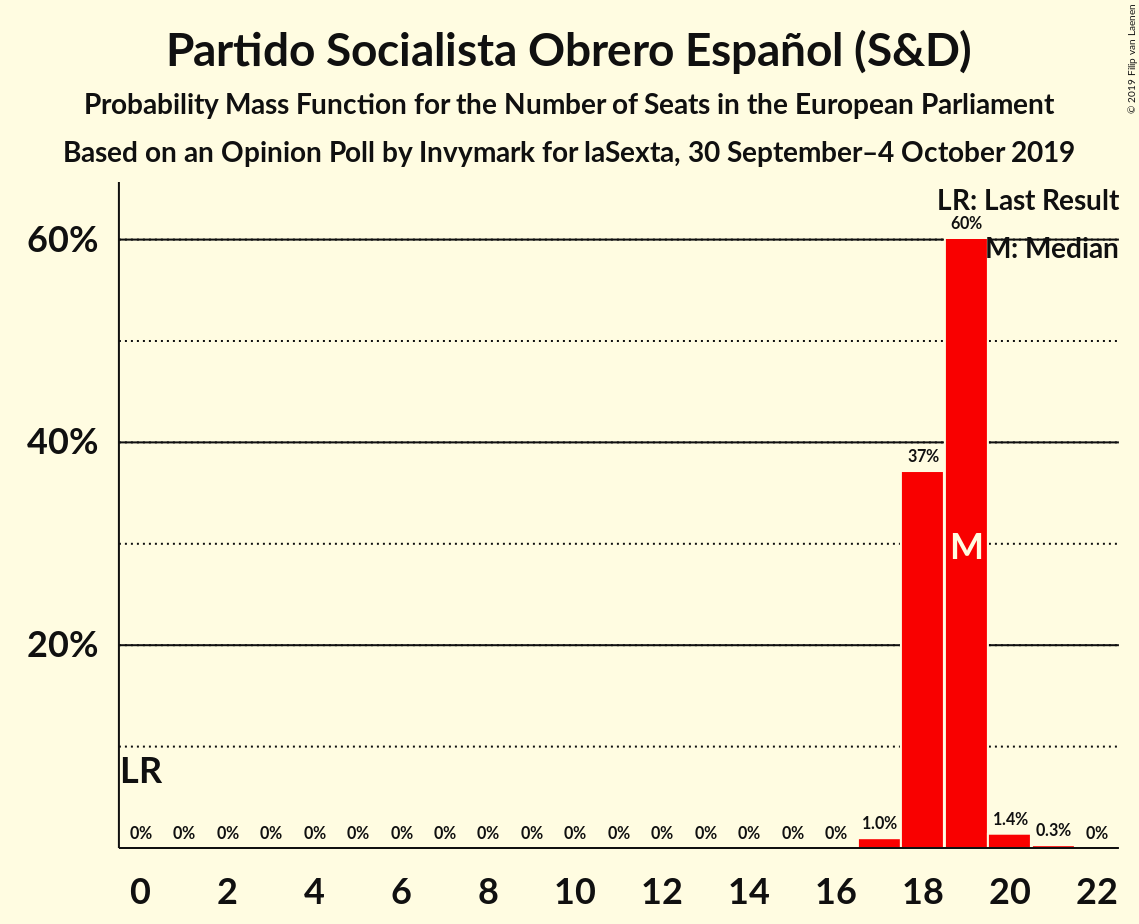 Partido Socialista Obrero Español (S&D)
Probability Mass Function for the Number of Seats in the European Parliament
Based on an Opinion Poll by Invymark for laSexta, 30 September–4 October 2019
© 2019 Filip van Laenen
LR: Last Result
M: Median
60%
40%
20%
60%
37%
M
LR
0% 0% 0% 0% 0% 0% 0% 0% 0% 0% 0% 0% 0% 0% 0% 0% 0% 1.0% 1.4% 0.3% 0%
0 2 4 6 8 10 12 14 16 18 20 22